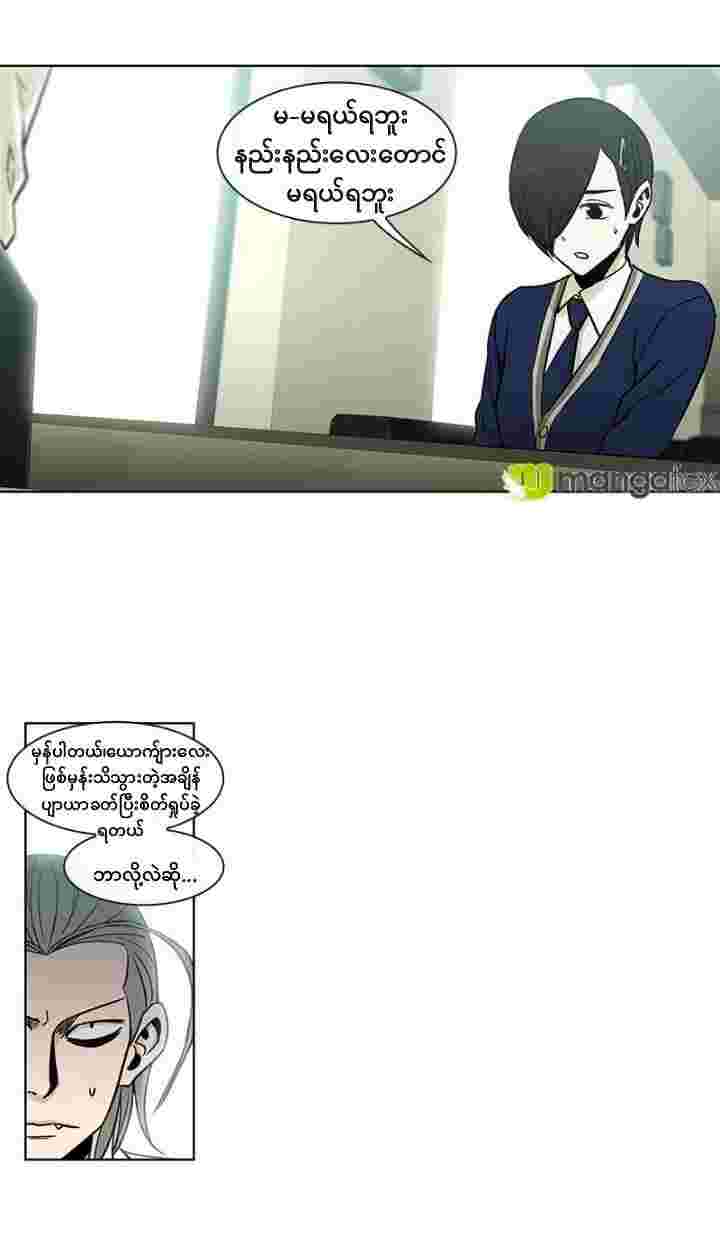 မ-မရယ်ရဘူး
နည်းနည်းလေးတောင်
မရယ်ရဘူး
mangatex
မှန်ပါတယ်၊ယောက်ျားလေး
ဖြစ်မှန်းသိသွားတဲ့အချိန်
ပျာယာခတ်ပြီးစိတ်ရှုပ်ခဲ့
ရတယ်
ဘာလို့လဲဆို...